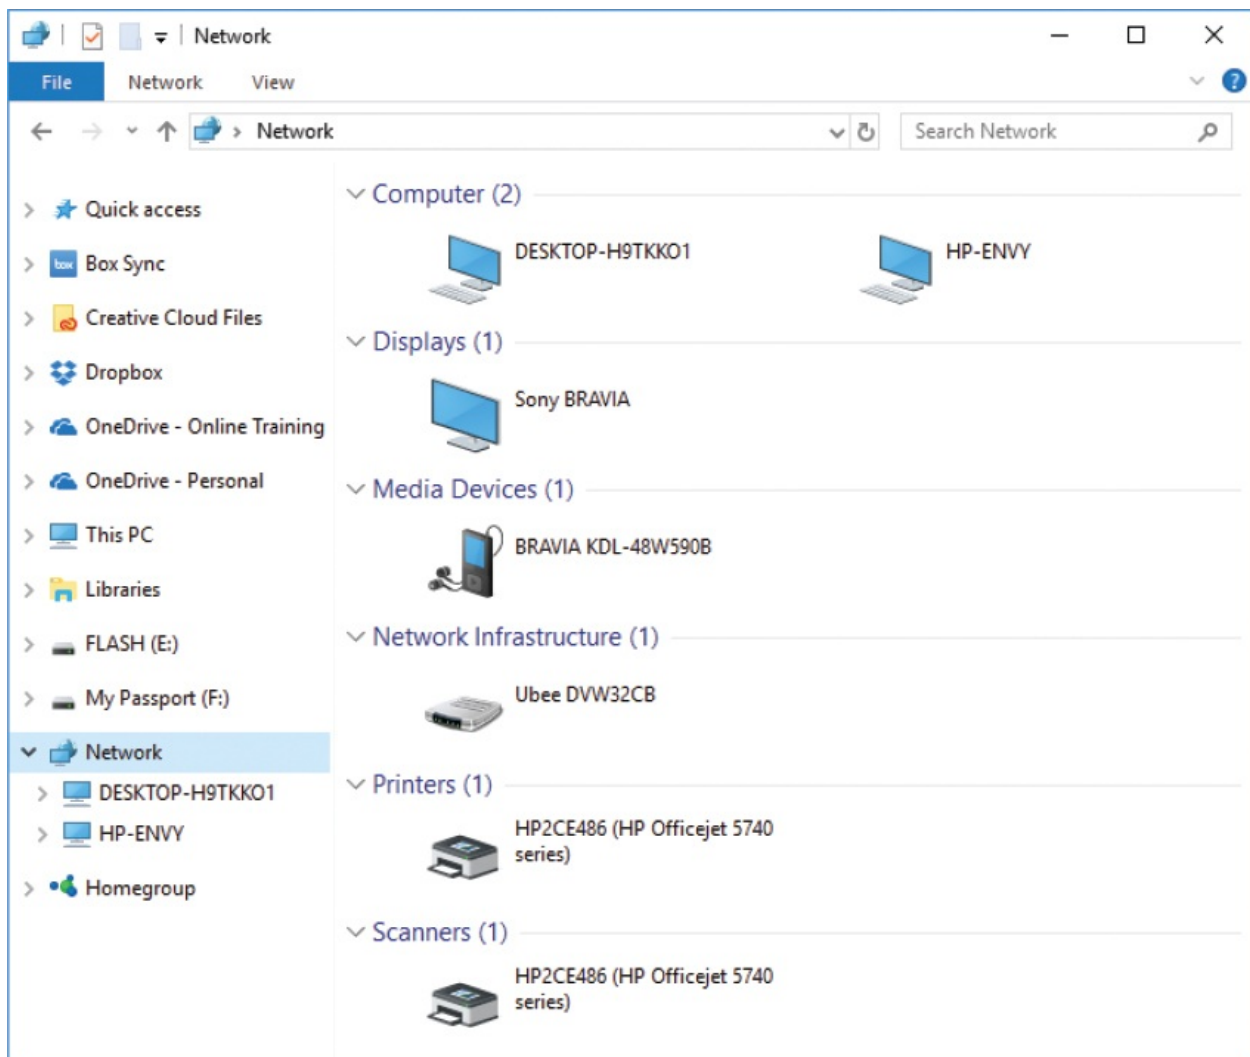 Network
File Network View
Network
Search Network
Quick access
box Box Sync
Creative Cloud Files
Dropbox
OneDrive - Online Training
OneDrive - Personal
This PC
Libraries
FLASH (E:)
My Passport (F:)
Network
DESKTOP-H9TKKO1
HP-ENVY
Homegroup
Computer (2)
DESKTOP-H9TKKO1 HP-ENVY
Displays (1)
Sony BRAVIA
Media Devices (1)
BRAVIA KDL-48W590B
Network Infrastructure (1)
Ubee DVW32CB
Printers (1)
HP2CE486 (HP Officejet 5740
series)
Scanners (1)
HP2CE486 (HP Officejet 5740
series)